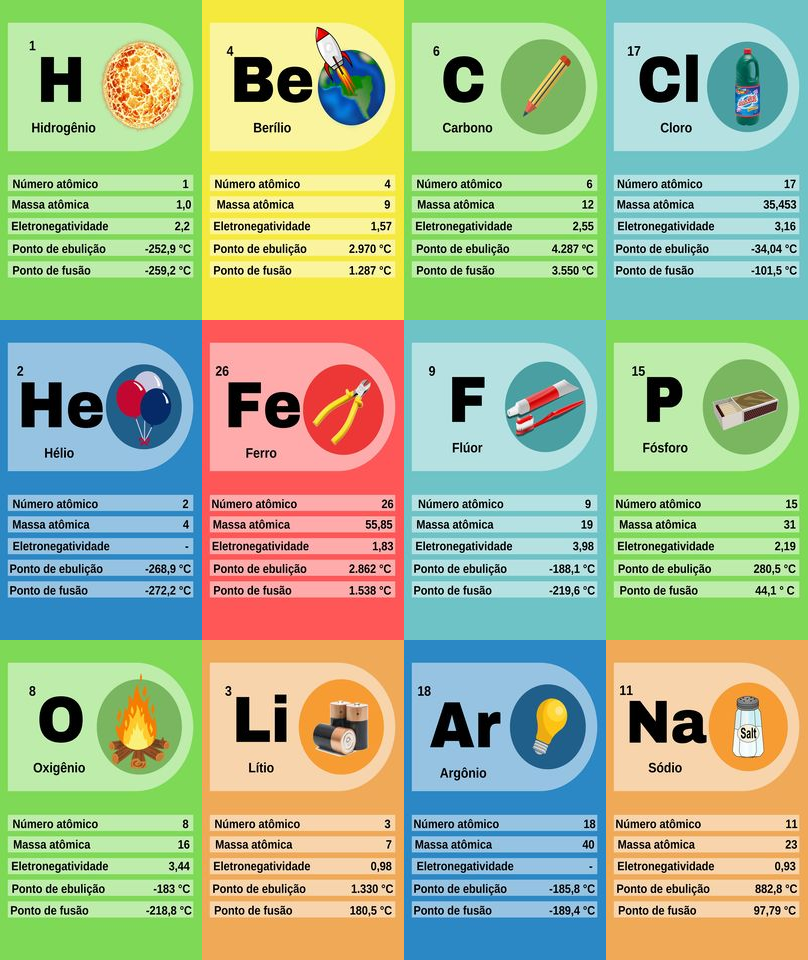 1
H
Hidrogênio
Número atômico 1
Massa atômica 1,0
Eletronegatividade 2,2
Ponto de ebulição -252,9 °C
Ponto de fusão -259,2 °C
4
Be
Berílio
Número atômico 4
Massa atômica 9
Eletronegatividade 1,57
Ponto de ebulição 2.970 °C
Ponto de fusão 1.287 °C
6
C
Carbono
Número atômico 6
Massa atômica 12
Eletronegatividade 2,55
Ponto de ebulição 4.287 °C
Ponto de fusão 3.550 °C
17
Cl
Cloro
Número atômico 17
Massa atômica 35,453
Eletronegatividade 3,16
Ponto de ebulição -34,04 °C
Ponto de fusão -101,5 °C
2
He
Hélio
Número atômico 2
Massa atômica 4
Eletronegatividade -
Ponto de ebulição -268,9 °C
Ponto de fusão -272,2 °C
26
Fe
Ferro
Número atômico 26
Massa atômica 55,85
Eletronegatividade 1,83
Ponto de ebulição 2.862 °C
Ponto de fusão 1.538 °C
9
F
Flúor
Número atômico 9
Massa atômica 19
Eletronegatividade 3,98
Ponto de ebulição -188,1 °C
Ponto de fusão -219,6 °C
15
P
Fósforo
Número atômico 15
Massa atômica 31
Eletronegatividade 2,19
Ponto de ebulição 280,5 °C
Ponto de fusão 44,1 ° C
8
O
Oxigênio
Número atômico 8
Massa atômica 16
Eletronegatividade 3,44
Ponto de ebulição -183 °C
Ponto de fusão -218,8 °C
3
Li
Lítio
Número atômico 3
Massa atômica 7
Eletronegatividade 0,98
Ponto de ebulição 1.330 °C
Ponto de fusão 180,5 °C
18
Ar
Argônio
Número atômico 18
Massa atômica 40
Eletronegatividade -
Ponto de ebulição -185,8 °C
Ponto de fusão -189,4 °C
11
Na
Salt
Sódio
Número atômico 11
Massa atômica 23
Eletronegatividade 0,93
Ponto de ebulição 882,8 °C
Ponto de fusão 97,79 °C